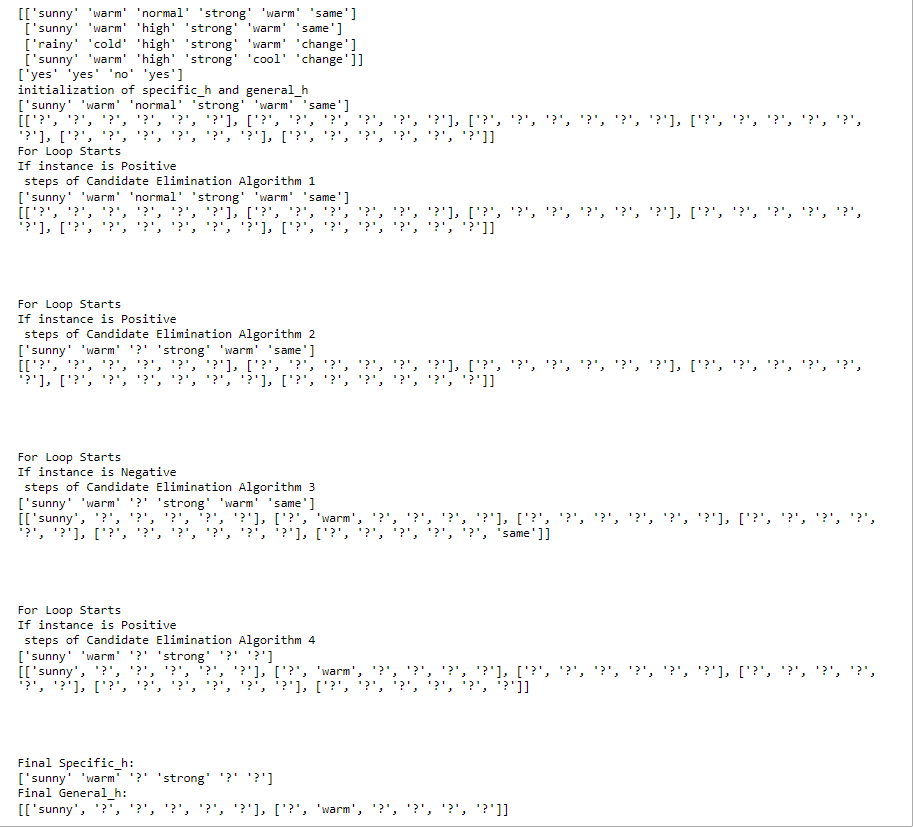 [['sunny' 'warm' 'normal' 'strong' 'warm' 'same']
 ['sunny' 'warm' 'high' 'strong' 'warm' 'same']
 ['rainy' 'cold' 'high' 'strong' 'warm' 'change']
 ['sunny' 'warm' 'high' 'strong' 'cool' 'change']]
['yes' 'yes' 'no' 'yes']
initialization of specific_h and general_h
['sunny' 'warm' 'normal' 'strong' 'warm' 'same']
[['?', '?', '?', '?', '?', '?'], ['?', '?', '?', '?', '?', '?'], ['?', '?', '?', '?', '?', '?'], ['?', '?', '?', '?', '?',
'?'], ['?', '?', '?', '?', '?', '?'], ['?', '?', '?', '?', '?', '?']]
For Loop Starts
If instance is Positive
 steps of Candidate Elimination Algorithm 1
['sunny' 'warm' 'normal' 'strong' 'warm' 'same']
[['?', '?', '?', '?', '?', '?'], ['?', '?', '?', '?', '?', '?'], ['?', '?', '?', '?', '?', '?'], ['?', '?', '?', '?', '?',
'?'], ['?', '?', '?', '?', '?', '?'], ['?', '?', '?', '?', '?', '?']]
For Loop Starts
If instance is Positive
 steps of Candidate Elimination Algorithm 2
['sunny' 'warm' '?' 'strong' 'warm' 'same']
[['?', '?', '?', '?', '?', '?'], ['?', '?', '?', '?', '?', '?'], ['?', '?', '?', '?', '?', '?'], ['?', '?', '?', '?', '?',
'?'], ['?', '?', '?', '?', '?', '?'], ['?', '?', '?', '?', '?', '?']]
For Loop Starts
If instance is Negative
 steps of Candidate Elimination Algorithm 3
['sunny' 'warm' '?' 'strong' 'warm' 'same']
[['sunny', '?', '?', '?', '?', '?'], ['?', 'warm', '?', '?', '?', '?'], ['?', '?', '?', '?', '?', '?'], ['?', '?', '?', '?',
'?', '?'], ['?', '?', '?', '?', '?', '?'], ['?', '?', '?', '?', '?', 'same']]
For Loop Starts
If instance is Positive
 steps of Candidate Elimination Algorithm 4
['sunny' 'warm' '?' 'strong' '?' '?']
[['sunny', '?', '?', '?', '?', '?'], ['?', 'warm', '?', '?', '?', '?'], ['?', '?', '?', '?', '?', '?'], ['?', '?', '?', '?',
'?', '?'], ['?', '?', '?', '?', '?', '?'], ['?', '?', '?', '?', '?', '?']]
Final Specific_h:
['sunny' 'warm' '?' 'strong' '?' '?']
Final General_h:
[['sunny', '?', '?', '?', '?', '?'], ['?', 'warm', '?', '?', '?', '?']]